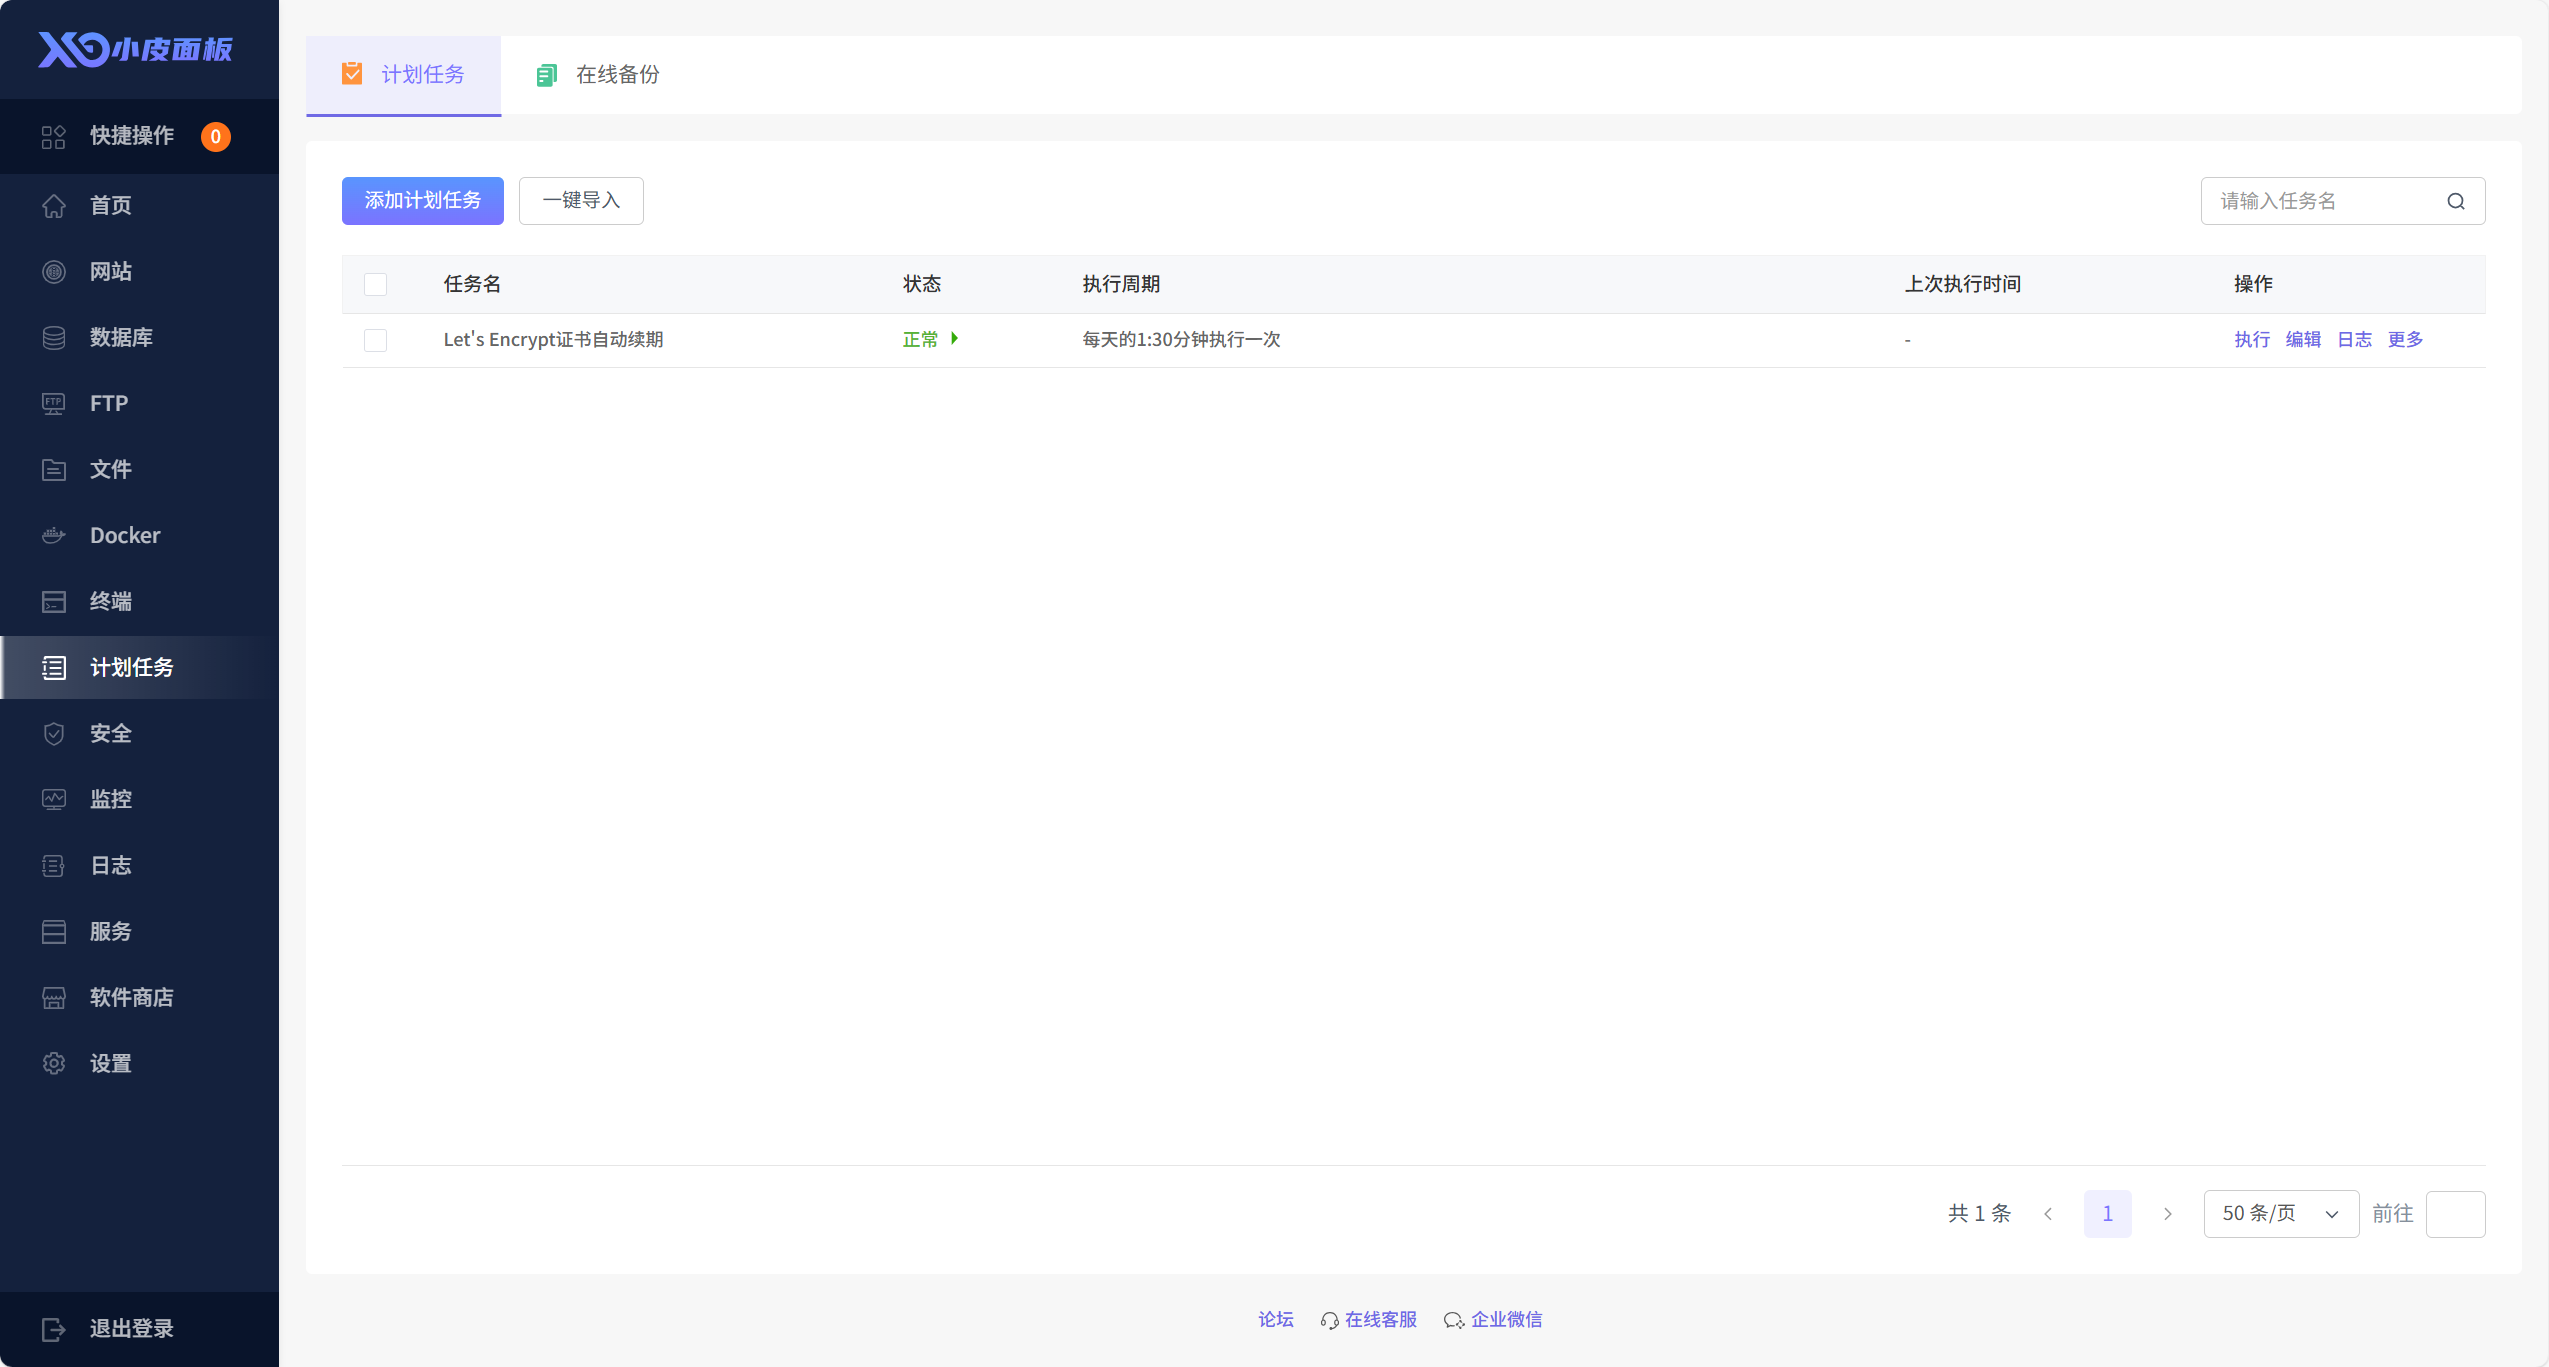 小皮面板
快捷操作 0
首页
网站
数据库
FTP
文件
Docker
终端
计划任务
安全
监控
日志
服务
软件商店
设置
退出登录
计划任务 在线备份
添加计划任务 一键导入 请输入任务名
任务名 状态 执行周期 上次执行时间 操作
Let's Encrypt证书自动续期 正常 每天的1:30分钟执行一次 - 执行 编辑 日志 更多
共 1 条 1 50 条/页 前往
论坛 在线客服 企业微信